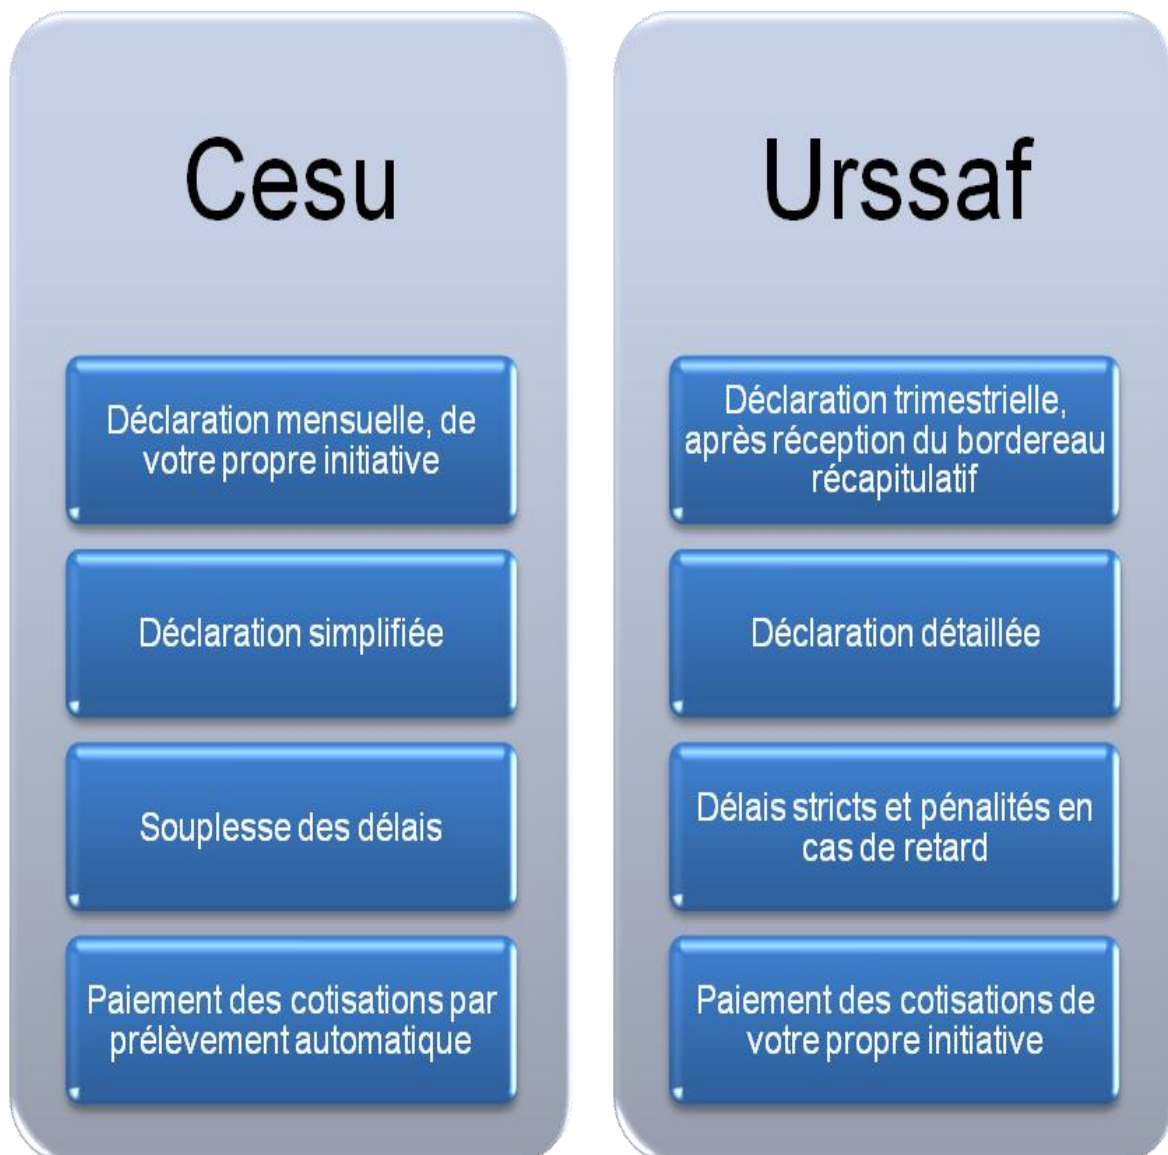 Cesu
Déclaration mensuelle, de
votre propre initiative
Déclaration simplifiée
Souplesse des délais
Paiement des cotisations par
prélèvement automatique
Urssaf
Déclaration trimestrielle,
après réception du bordereau
récapitulatif
Déclaration détaillée
Délais stricts et pénalités en
cas de retard
Paiement des cotisations de
votre propre initiative